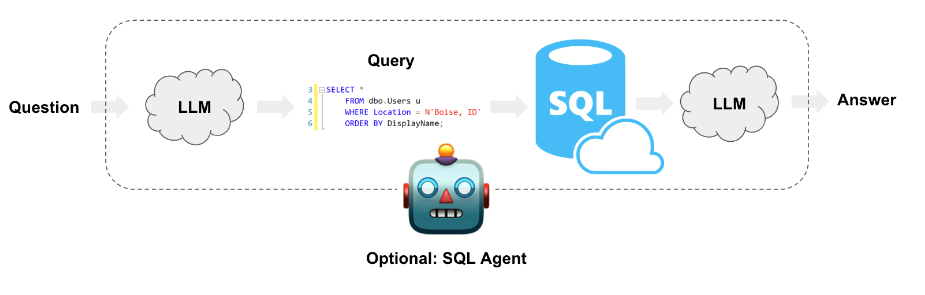 Query
Question
LLM
3 SELECT *
4 FROM dbo.Users u
5 WHERE Location = N'Boise, ID'
6 ORDER BY DisplayName;
SQL
LLM
Answer
Optional: SQL Agent